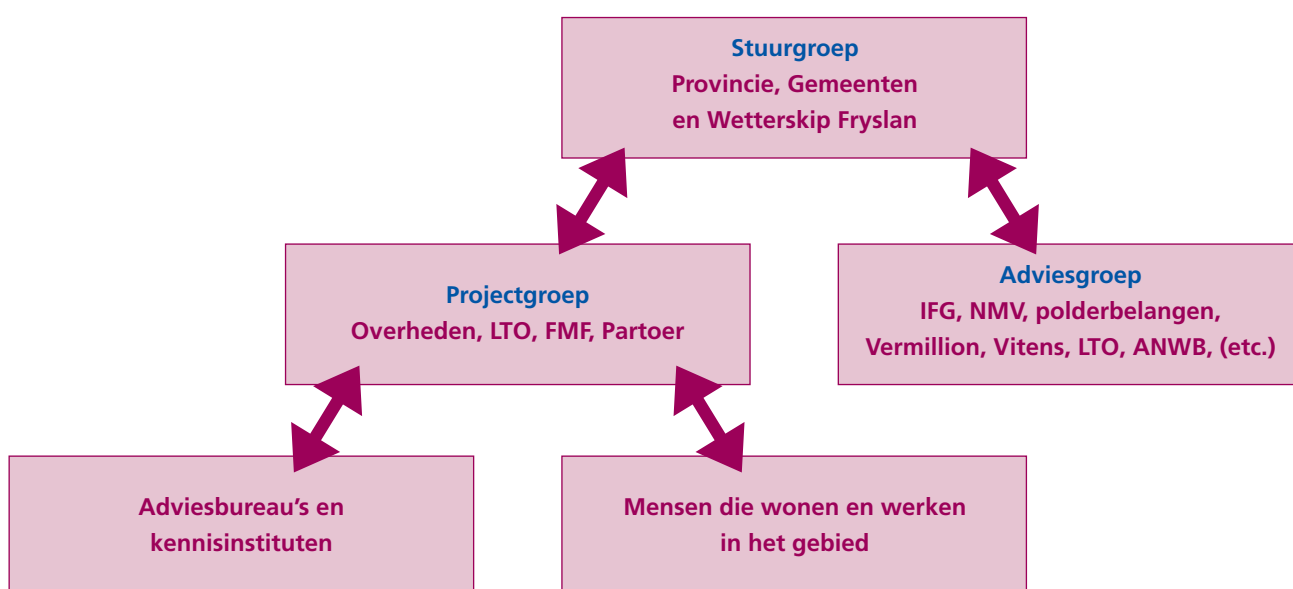 Stuurgroep
Provincie, Gemeenten
en Wetterskip Fryslan
Projectgroep
Overheden, LTO, FMF, Partoer
Adviesgroep
IFG, NMV, polderbelangen,
Vermillion, Vitens, LTO, ANWB, (etc.)
Adviesbureau's en
kennisinstituten
Mensen die wonen en werken
in het gebied